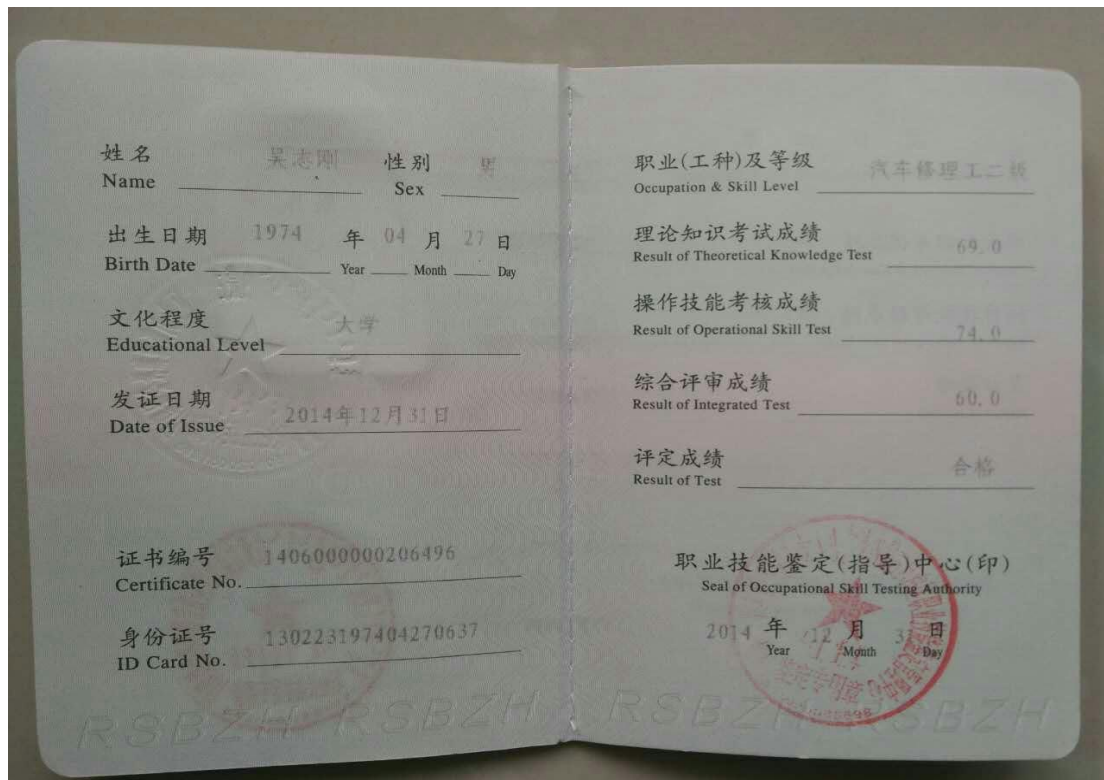 姓名 吴志刚 性别 男
Name Sex
出生日期 1974 年 04 月 27 日
Birth Date Year Month Day
文化程度 大学
Educational Level
发证日期 2014年12月31日
Date of Issue
证书编号 1406000000206496
Certificate No.
身份证号 130223197404270637
ID Card No.
RSBZH RSBZH
职业(工种)及等级 汽车修理工二级
Occupation & Skill Level
理论知识考试成绩 69.0
Result of Theoretical Knowledge Test
操作技能考核成绩 74.0
Result of Operational Skill Test
综合评审成绩 60.0
Result of Integrated Test
评定成绩 合格
Result of Test
职业技能鉴定(指导)中心(印)
Seal of Occupational Skill Testing Authority
2014 年 12 月 31 日
Year Month Day
RSBZH RSBZH